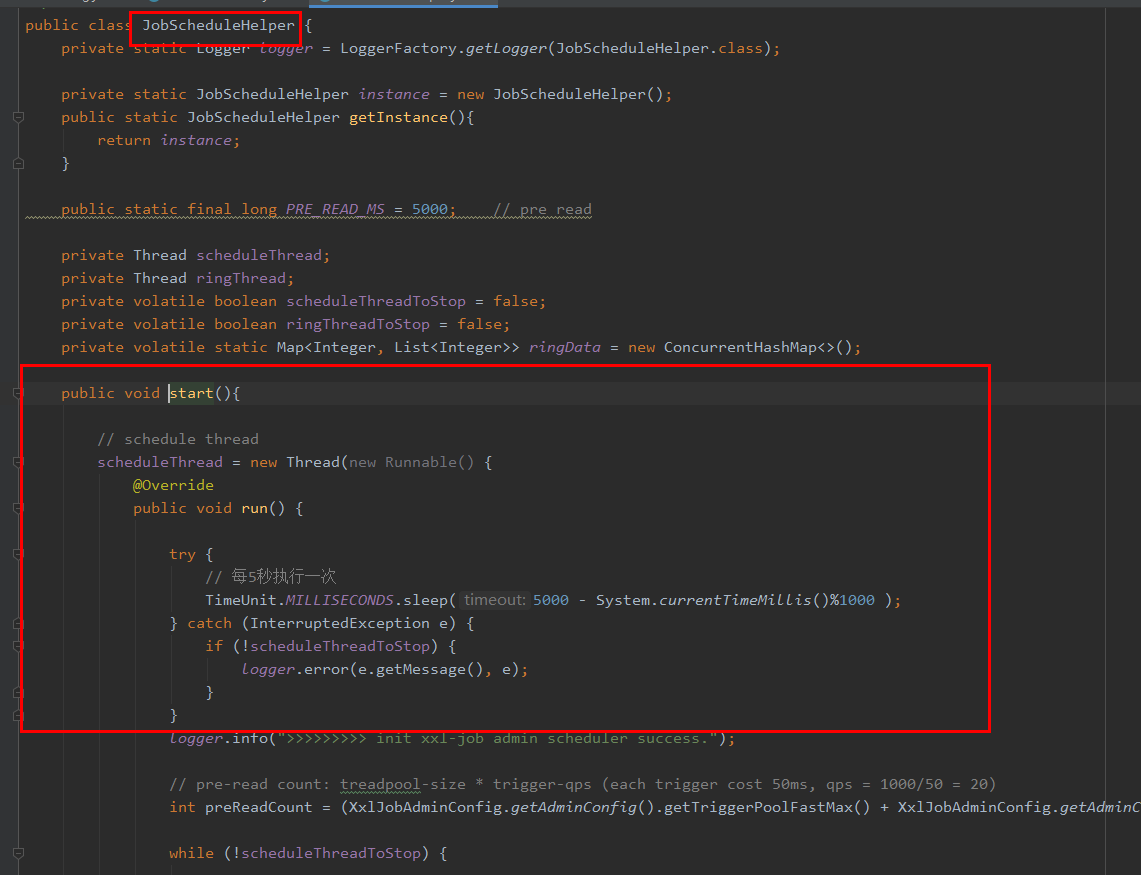 public class JobScheduleHelper {
private static Logger logger = LoggerFactory.getLogger(JobScheduleHelper.class);
private static JobScheduleHelper instance = new JobScheduleHelper();
public static JobScheduleHelper getInstance(){
return instance;
}
public static final long PRE_READ_MS = 5000;    // pre read
private Thread scheduleThread;
private Thread ringThread;
private volatile boolean scheduleThreadToStop = false;
private volatile boolean ringThreadToStop = false;
private volatile static Map<Integer, List<Integer>> ringData = new ConcurrentHashMap<>();
public void start(){
// schedule thread
scheduleThread = new Thread(new Runnable() {
@Override
public void run() {
try {
// 每5秒执行一次
TimeUnit.MILLISECONDS.sleep( timeout: 5000 - System.currentTimeMillis()%1000 );
} catch (InterruptedException e) {
if (!scheduleThreadToStop) {
logger.error(e.getMessage(), e);
}
}
logger.info(">>>>>>>>> init xxl-job admin scheduler success.");
// pre-read count: treadpool-size * trigger-qps (each trigger cost 50ms, qps = 1000/50 = 20)
int preReadCount = (XxlJobAdminConfig.getAdminConfig().getTriggerPoolFastMax() + XxlJobAdminConfig.getAdminC
while (!scheduleThreadToStop) {